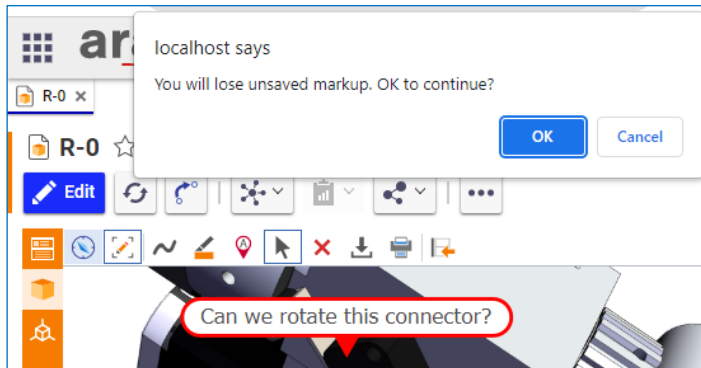 ara
localhost says
You will lose unsaved markup. OK to continue?
OK Cancel
R-0
R-0
Edit
A
Can we rotate this connector?